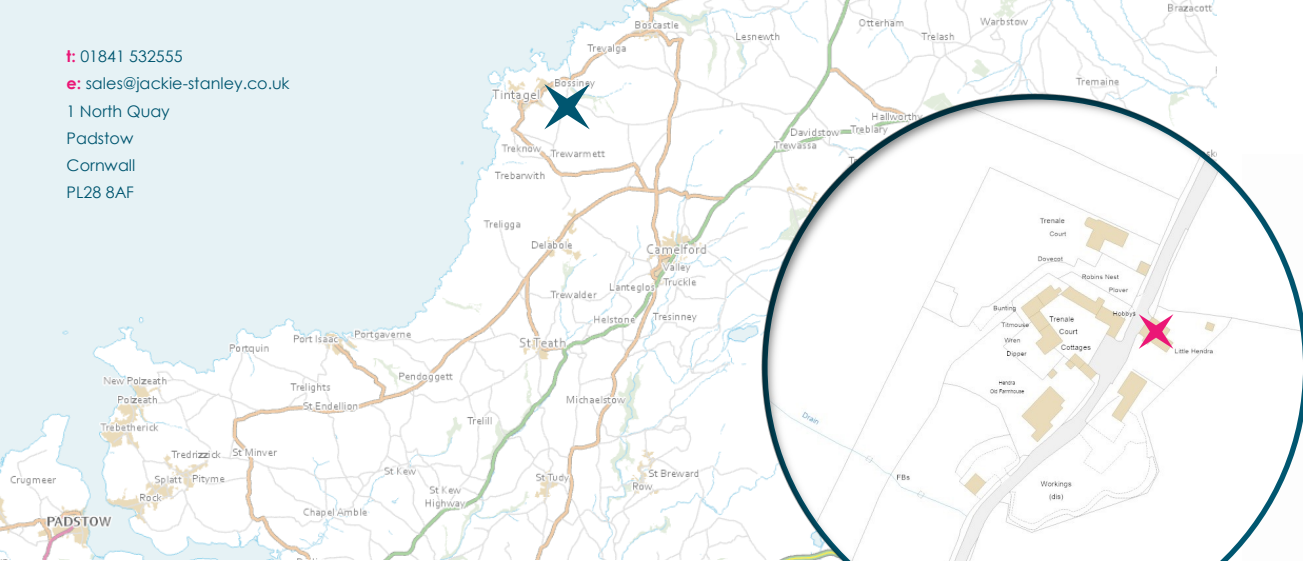 t: 01841 532555
e: sales@jackie-stanley.co.uk
1 North Quay
Padstow
Cornwall
PL28 8AF
Brazacott
Otterham
Warbstow
Boscastle
Lesnewth
Trelash
Trevalga
Bossiney
Tremaine
Tintagel
Hallworthy
Davidstow
Treblary
Trewassa
Treknow
Trewarmett
Trebarwith
Treligga
Delabole
Camelford
Valley
Truckle
Lanteglos
Trewalder
Helstone
Tresinney
Port Isaac
Portgaverne
Portquin
St Teath
New Polzeath
Pendoggett
Trelights
Polzeath
St Endellion
Michaelstow
Trebetherick
Trelill
Tredrizzick
St Minver
St Kew
Crugmeer
Splatt
Pityme
St Tudy
St Breward
Row
Rock
St Kew
Highway
Chapel Amble
PADSTOW
Trenale
Court
Dovecot
Robins Nest
Plover
Bunting
Hobbys
Titmouse
Trenale
Court
Cottages
Wren
Dipper
Little Hendra
Hendra
Old Farmhouse
Drain
FBs
Workings
(dis)